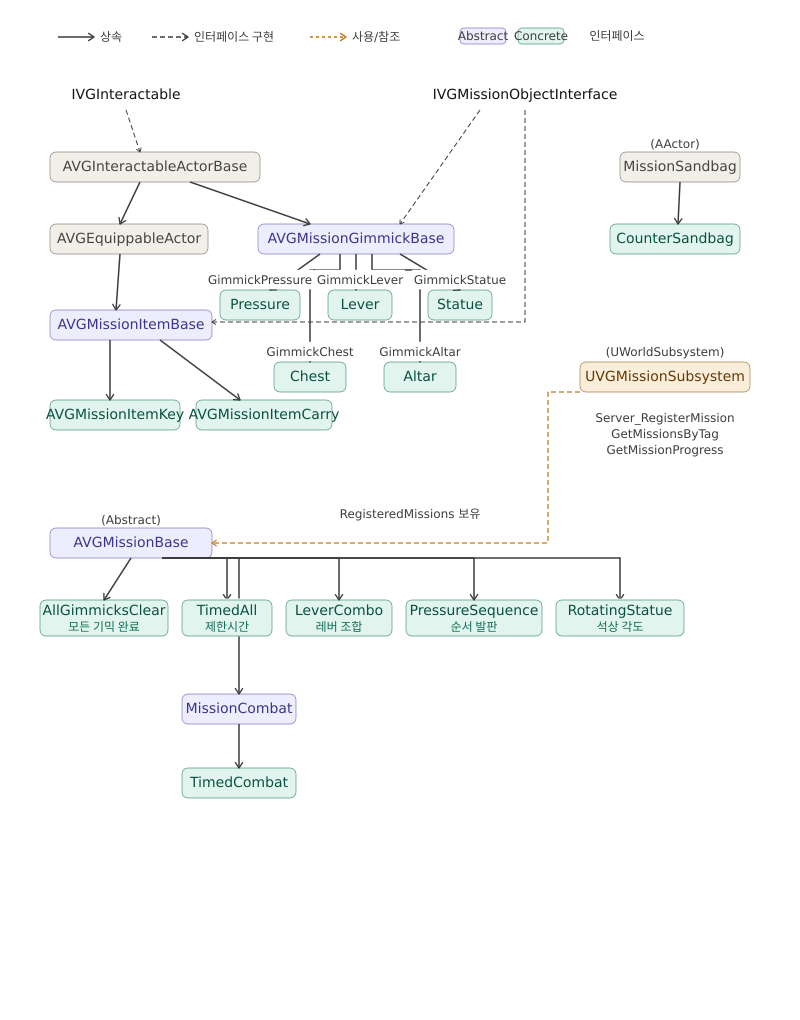 상속
인터페이스 구현
사용/참조
Abstract
Concrete
인터페이스
IVGInteractable
IVGMissionObjectInterface
(AActor)
AVGInteractableActorBase
MissionSandbag
AVGEquippableActor
AVGMissionGimmickBase
CounterSandbag
GimmickPressure
GimmickLever
GimmickStatue
Pressure
Lever
Statue
AVGMissionItemBase
GimmickChest
GimmickAltar
(UWorldSubsystem)
Chest
Altar
UVGMissionSubsystem
AVGMissionItemKey
AVGMissionItemCarry
Server_RegisterMission
GetMissionsByTag
GetMissionProgress
RegisteredMissions 보유
(Abstract)
AVGMissionBase
AllGimmicksClear
모든 기믹 완료
TimedAll
제한시간
LeverCombo
레버 조합
PressureSequence
순서 발판
RotatingStatue
석상 각도
MissionCombat
TimedCombat